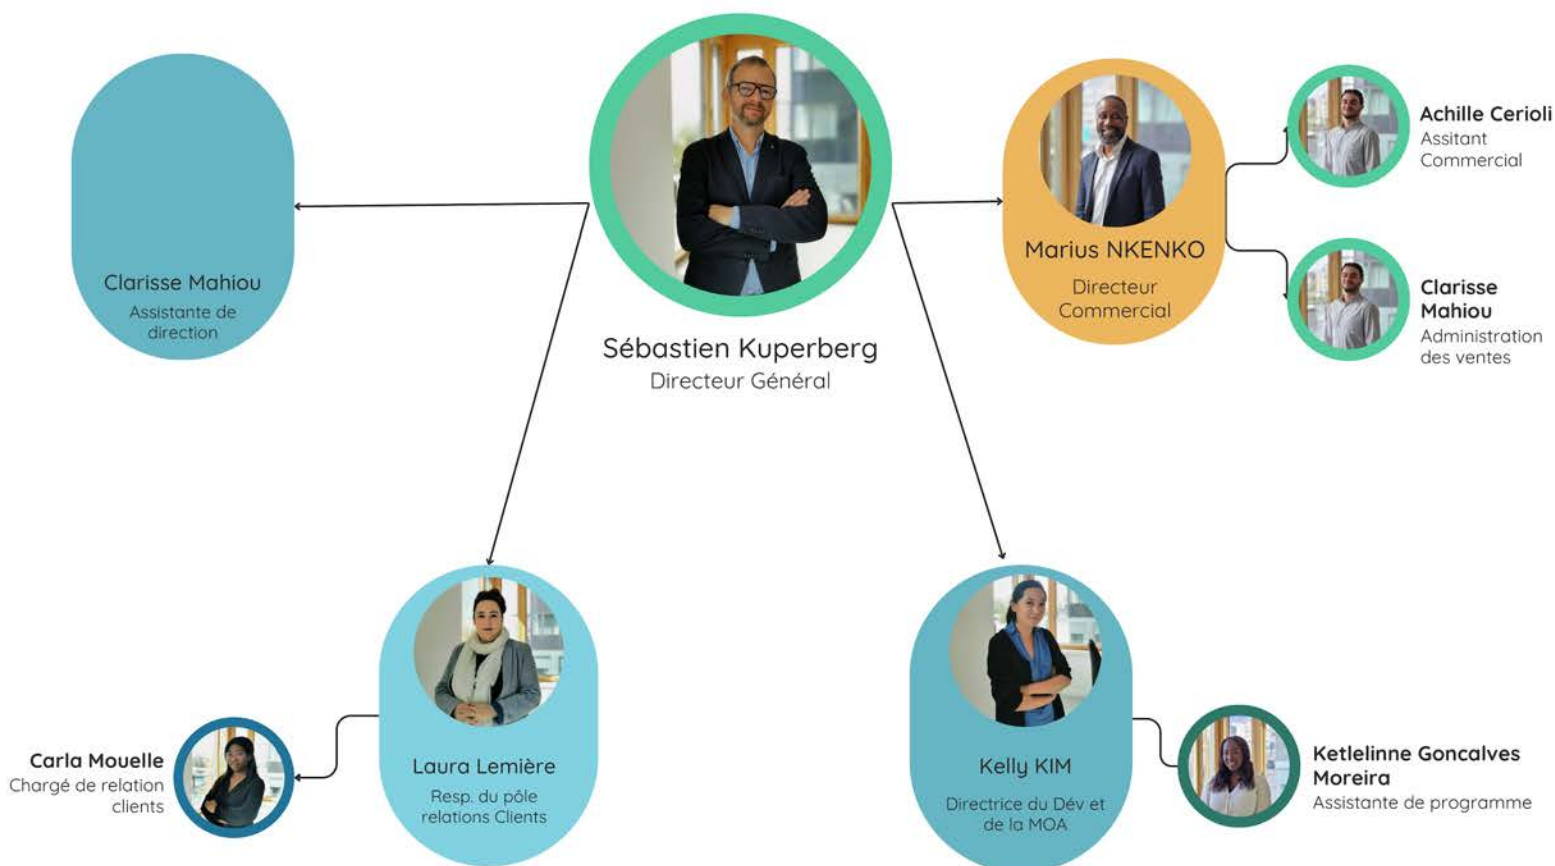 Clarisse Mahiou
Assistante de
direction
Sébastien Kuperberg
Directeur Général
Marius NKENKO
Directeur
Commercial
Achille Cerioli
Assitant
Commercial
Clarisse
Mahiou
Administration
des ventes
Carla Mouelle
Chargé de relation
clients
Laura Lemière
Resp. du pôle
relations Clients
Kelly KIM
Directrice du Dév et
de la MOA
Ketlelinne Goncalves
Moreira
Assistante de programme